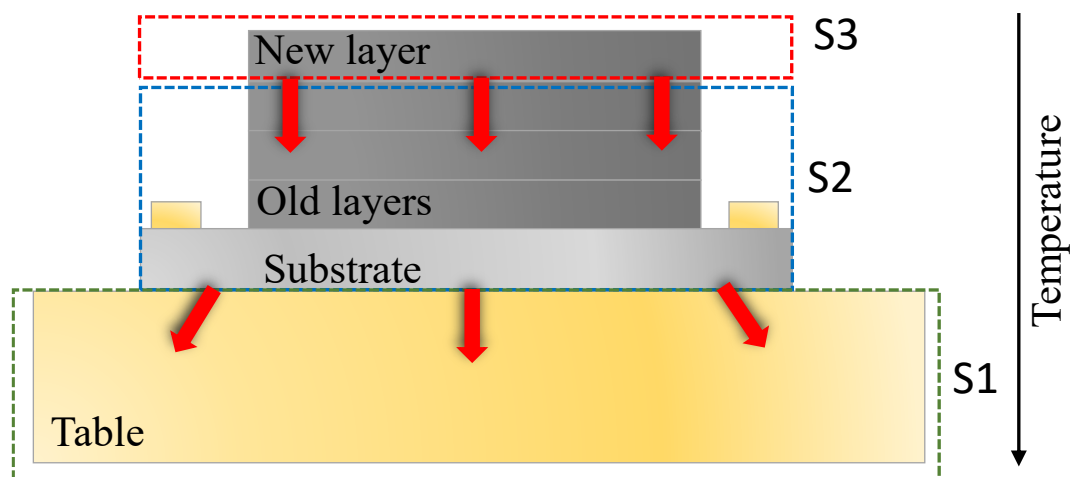 New layer
S3
S2
Old layers
Substrate
Temperature
S1
Table